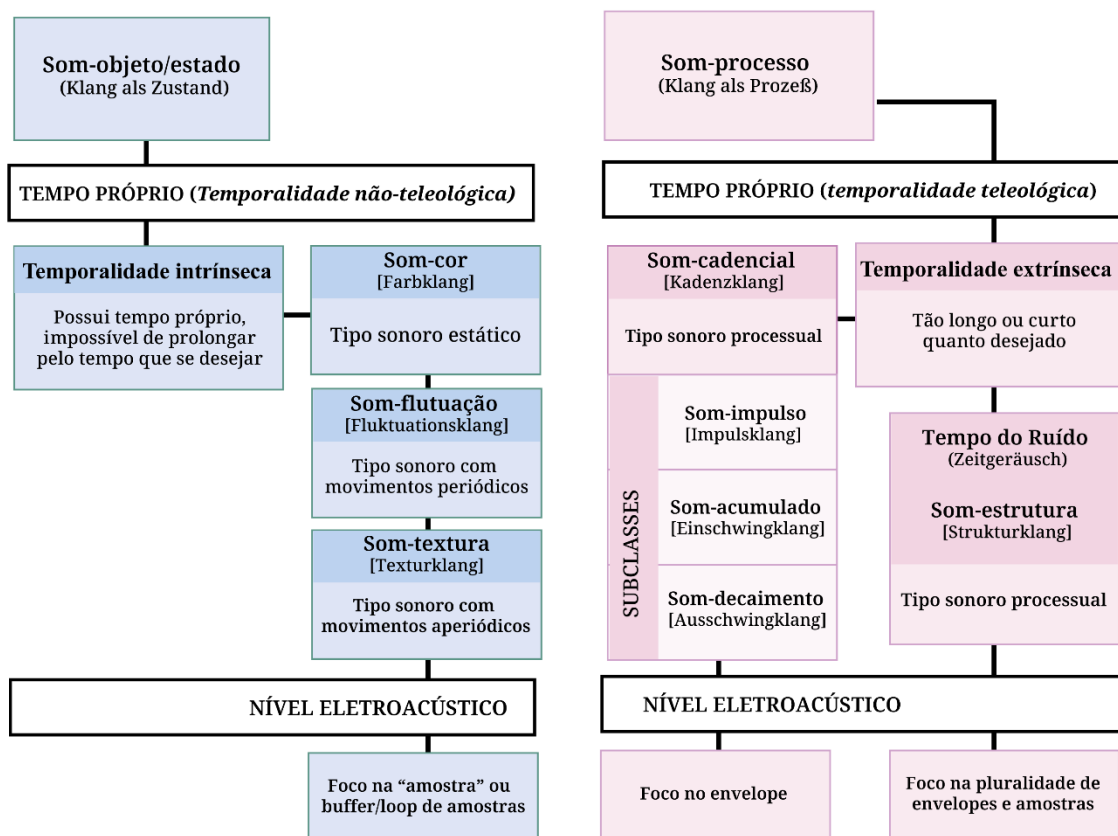 Som-objeto/estado
(Klang als Zustand)
TEMPO PRÓPRIO (Temporalidade não-teleológica)
Temporalidade intrínseca
Possui tempo próprio,
impossível de prolongar
pelo tempo que se desejar
Som-cor
[Farbklang]
Tipo sonoro estático
Som-flutuação
[Fluktuationsklang]
Tipo sonoro com
movimentos periódicos
Som-textura
[Texturklang]
Tipo sonoro com
movimentos aperiódicos
NÍVEL ELETROACÚSTICO
Foco na “amostra” ou
buffer/loop de amostras
Som-processo
(Klang als Prozeß)
TEMPO PRÓPRIO (temporalidade teleológica)
Som-cadencial
[Kadenzklang]
Tipo sonoro processual
SUBCLASSES
Som-impulso
[Impulsklang]
Som-acumulado
[Einschwingklang]
Som-decaimento
[Ausschwingklang]
Temporalidade extrínseca
Tão longo ou curto
quanto desejado
Tempo do Ruído
(Zeitgeräusch)
Som-estrutura
[Strukturklang]
Tipo sonoro processual
NÍVEL ELETROACÚSTICO
Foco no envelope
Foco na pluralidade de
envelopes e amostras